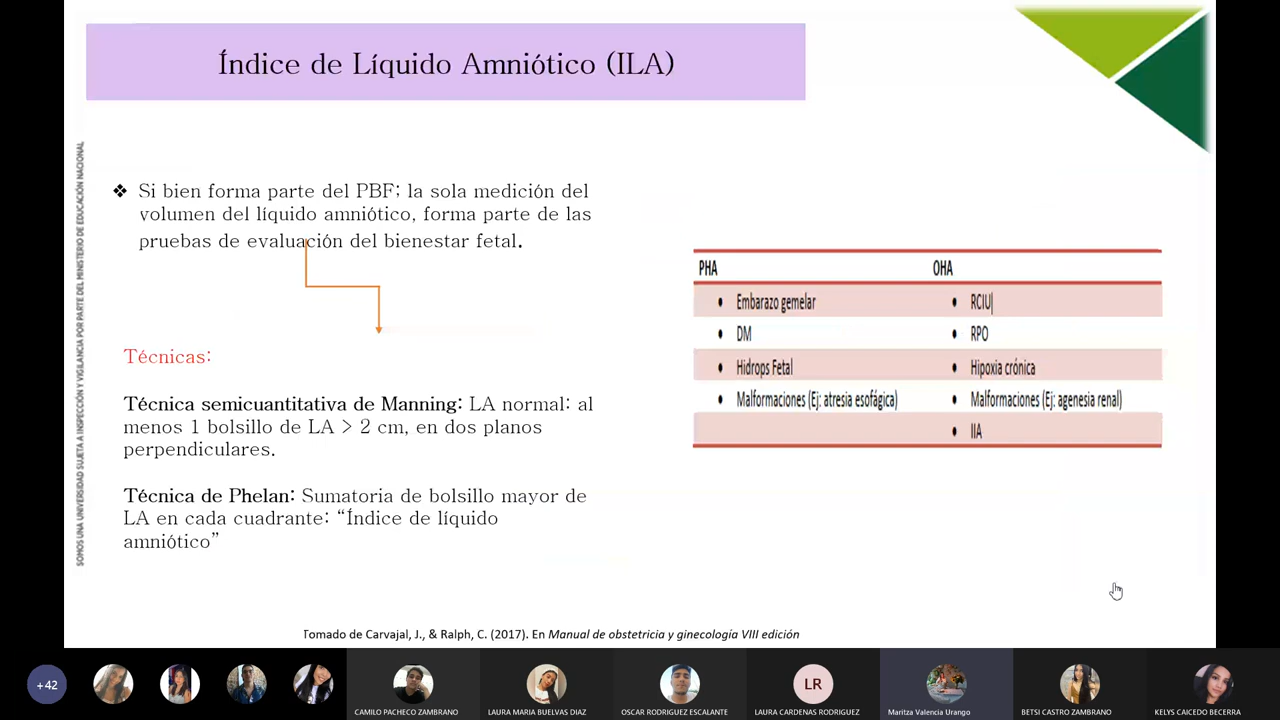 Índice de Líquido Amniótico (ILA)
SOMOS UNA UNIVERSIDAD SUJETA A INSPECCIÓN Y VIGILANCIA POR PARTE DEL MINISTERIO DE EDUCACIÓN NACIONAL
❖ Si bien forma parte del PBF; la sola medición del
volumen del líquido amniótico, forma parte de las
pruebas de evaluación del bienestar fetal.
Técnicas:
Técnica semicuantitativa de Manning: LA normal: al
menos 1 bolsillo de LA > 2 cm, en dos planos
perpendiculares.
Técnica de Phelan: Sumatoria de bolsillo mayor de
LA en cada cuadrante: “Índice de líquido
amniótico”
PHA OHA
• Embarazo gemelar • RCIU
• DM • RPO
• Hidrops Fetal • Hipoxia crónica
• Malformaciones (Ej: atresia esofágica) • Malformaciones (Ej: agenesia renal)
• IIA
Tomado de Carvajal, J., & Ralph, C. (2017). En Manual de obstetricia y ginecología VIII edición
+42
CAMILO PACHECO ZAMBRANO
LAURA MARIA BUELVAS DIAZ
OSCAR RODRIGUEZ ESCALANTE
LR
LAURA CARDENAS RODRIGUEZ
Maritza Valencia Urango
BETSI CASTRO ZAMBRANO
KELYS CAICEDO BECERRA